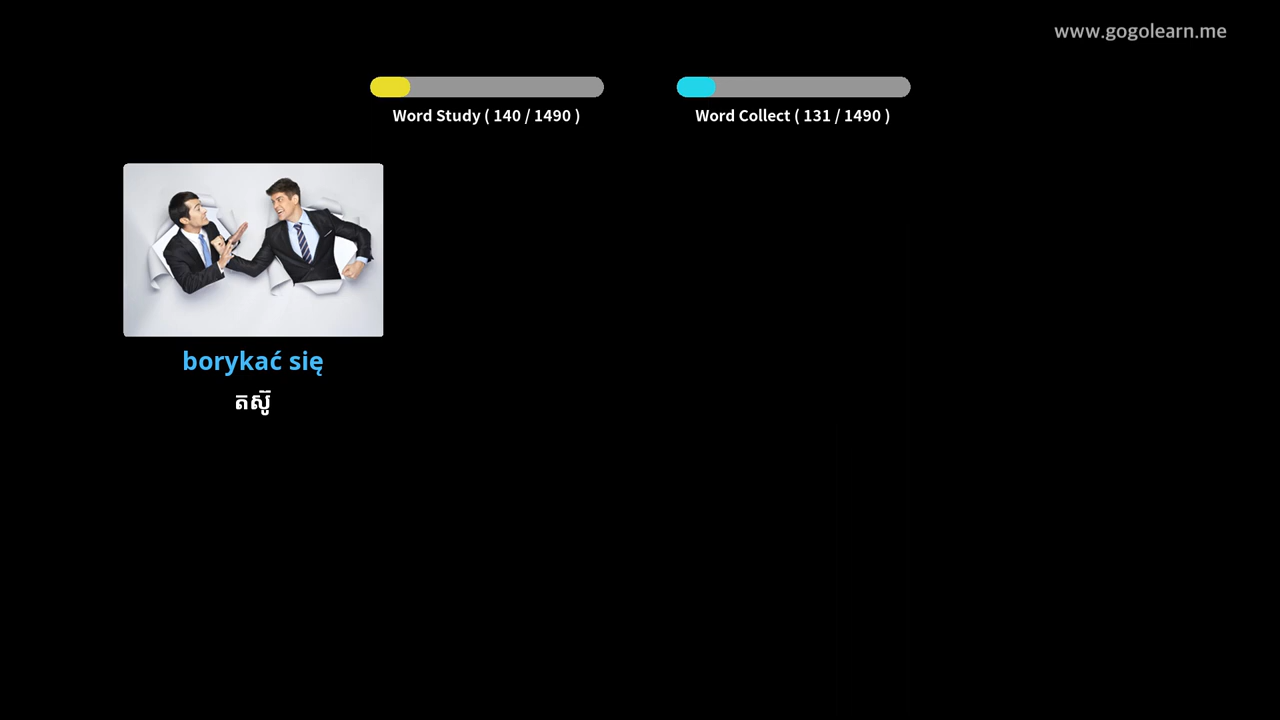 www.gogolearn.me
Word Study ( 140 / 1490 )
Word Collect ( 131 / 1490 )
borykać się
តស៊ូ